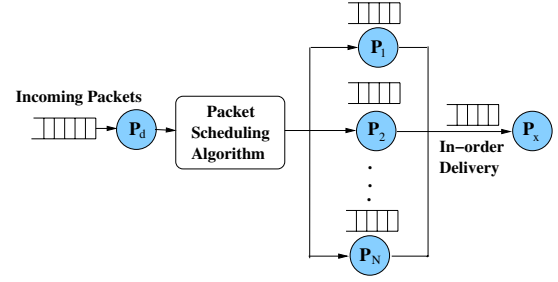 Incoming Packets
P_d
Packet
Scheduling
Algorithm
P_1
P_2
P_N
In-order
Delivery
P_x